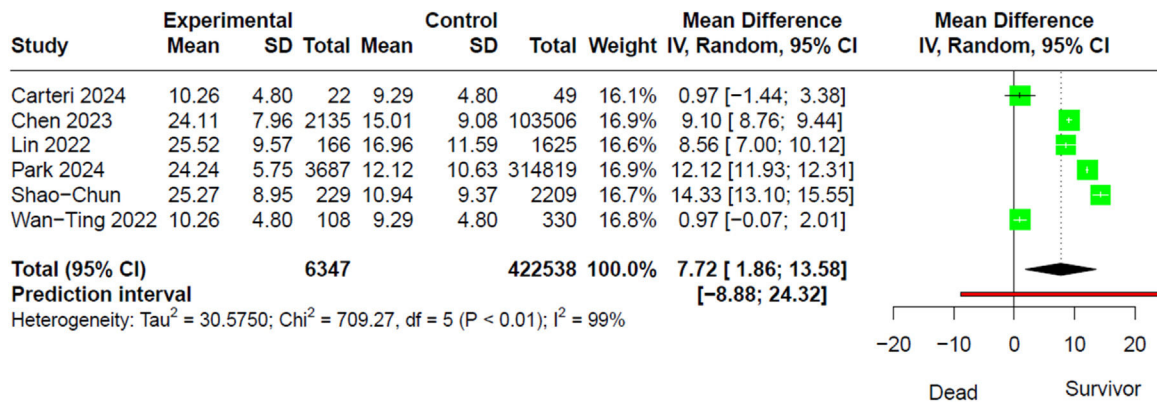 Experimental Control Mean Difference Mean Difference
Study Mean SD Total Mean SD Total Weight IV, Random, 95% CI IV, Random, 95% CI
Carteri 2024 10.26 4.80 22 9.29 4.80 49 16.1% 0.97 [−1.44; 3.38]
Chen 2023 24.11 7.96 2135 15.01 9.08 103506 16.9% 9.10 [ 8.76; 9.44]
Lin 2022 25.52 9.57 166 16.96 11.59 1625 16.8% 8.56 [ 7.00; 10.12]
Park 2024 24.24 5.75 3687 12.12 10.63 314819 16.9% 12.12 [11.93; 12.31]
Shao−Chun 25.27 8.95 229 10.94 9.37 2209 16.7% 14.33 [13.10; 15.55]
Wan−Ting 2022 10.26 4.80 108 9.29 4.80 330 16.8% 0.97 [−0.07; 2.01]
Total (95% CI) 6347 422538 100.0% 7.72 [ 1.86; 13.58]
Prediction interval [−8.88; 24.32]
Heterogeneity: Tau² = 30.5750; Chi² = 709.27, df = 5 (P < 0.01); I² = 99%
−20 −10 0 10 20
Dead Survivor